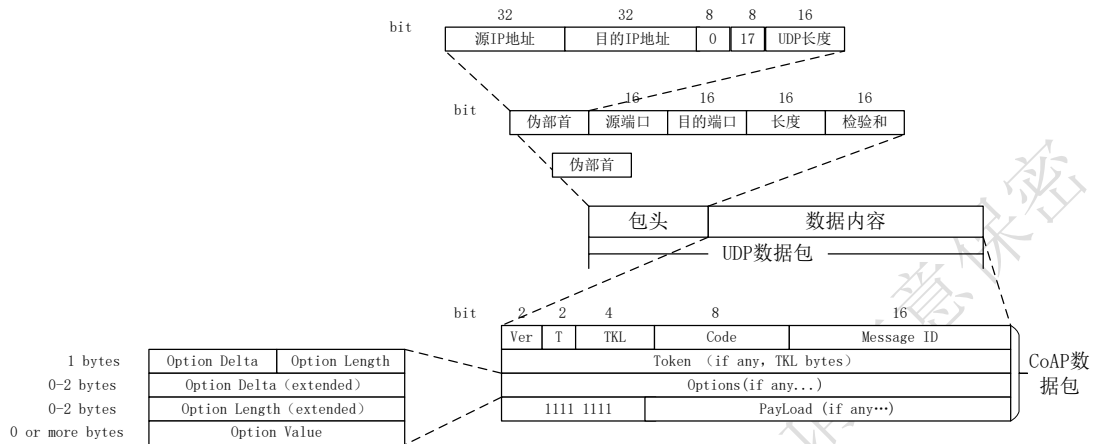 32 32 8 8 16
bit
源IP地址 目的IP地址 0 17 UDP长度
16 16 16 16
bit
伪部首 源端口 目的端口 长度 检验和
伪部首
包头 数据内容
UDP数据包
bit 2 2 4 8 16
Ver T TKL Code Message ID
1 bytes Option Delta Option Length Token （if any，TKL bytes）
0-2 bytes Option Delta（extended） Options(if any...)
0-2 bytes Option Length（extended） 1111 1111 PayLoad (if any…)
0 or more bytes Option Value
CoAP数
据包
意保密